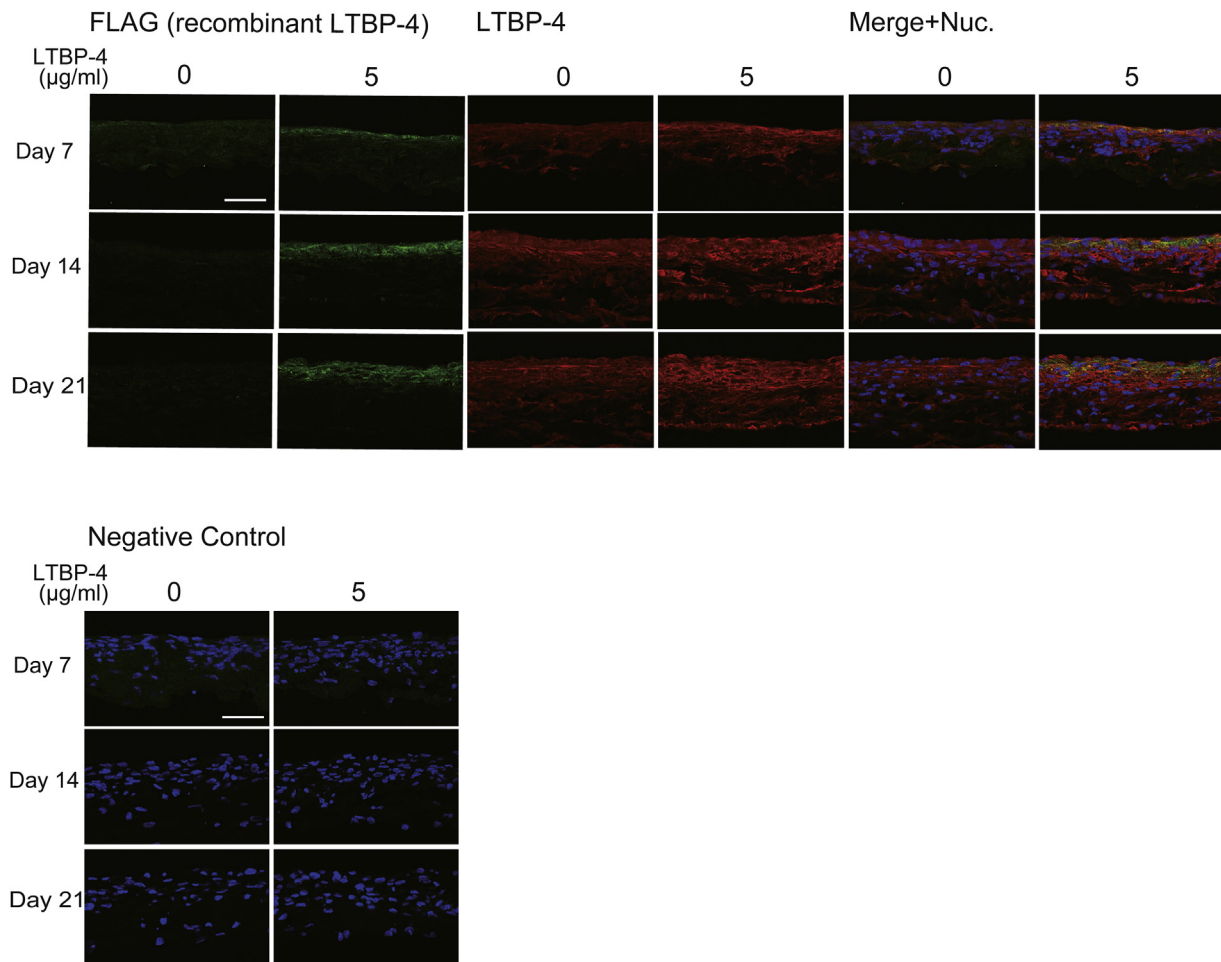 FLAG (recombinant LTBP-4) LTBP-4 Merge+Nuc.
LTBP-4
(µg/ml) 0 5 0 5 0 5
Day 7
Day 14
Day 21
Negative Control
LTBP-4
(µg/ml) 0 5
Day 7
Day 14
Day 21